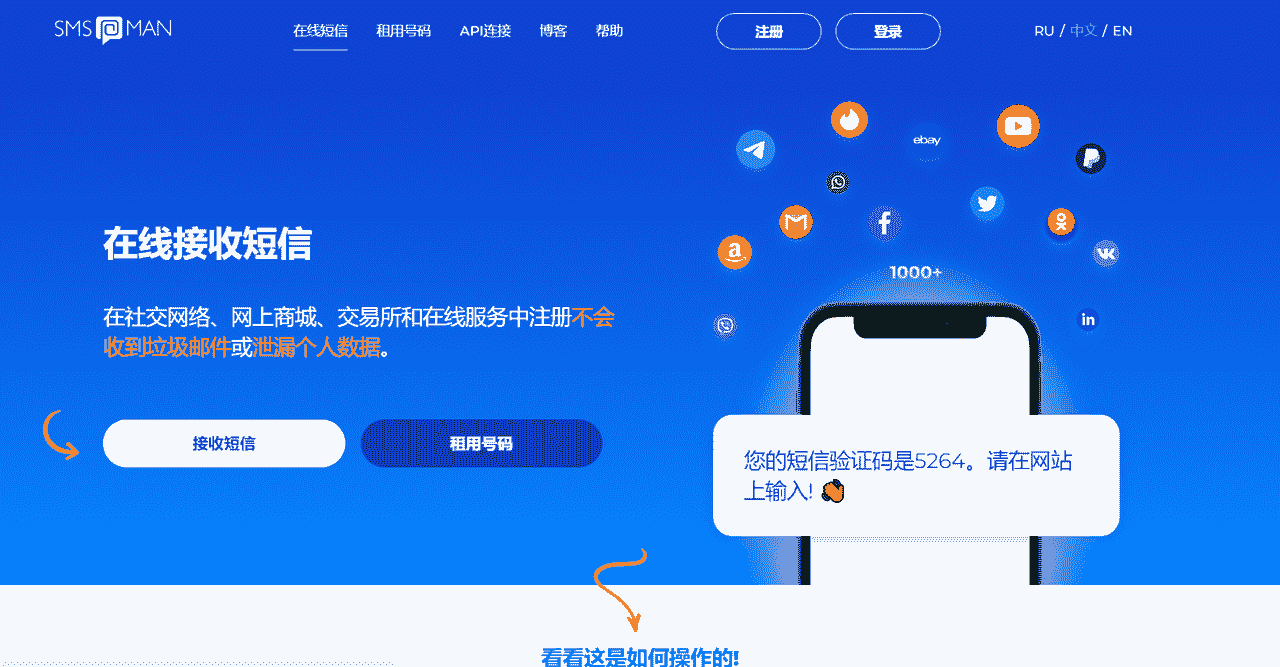 SMS MAN
在线短信 租用号码 API连接 博客 帮助 注册 登录 RU / 中文 / EN
ebay
在线接收短信
1000+
在社交网络、网上商城、交易所和在线服务中注册不会
收到垃圾邮件或泄漏个人数据。
接收短信 租用号码
您的短信验证码是5264。请在网站
上输入!
看看这是如何操作的!